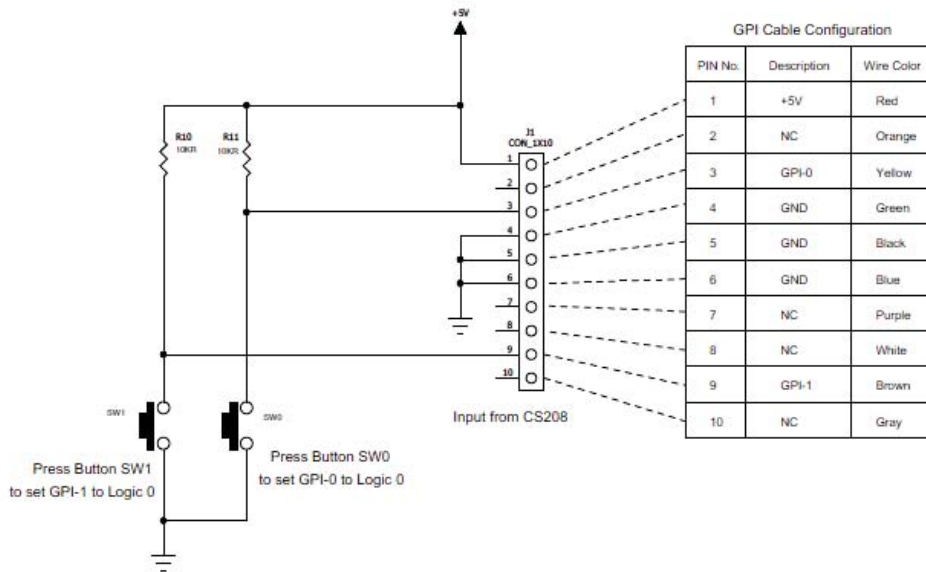 +5V
GPI Cable Configuration
PIN No. Description Wire Color
1 +5V Red
2 NC Orange
3 GPI-0 Yellow
4 GND Green
5 GND Black
6 GND Blue
7 NC Purple
8 NC White
9 GPI-1 Brown
10 NC Gray
R10
10KR
R11
10KR
J1
CON_1X10
1
2
3
4
5
6
7
8
9
10
Input from CS208
SW1
SW0
Press Button SW1
to set GPI-1 to Logic 0
Press Button SW0
to set GPI-0 to Logic 0